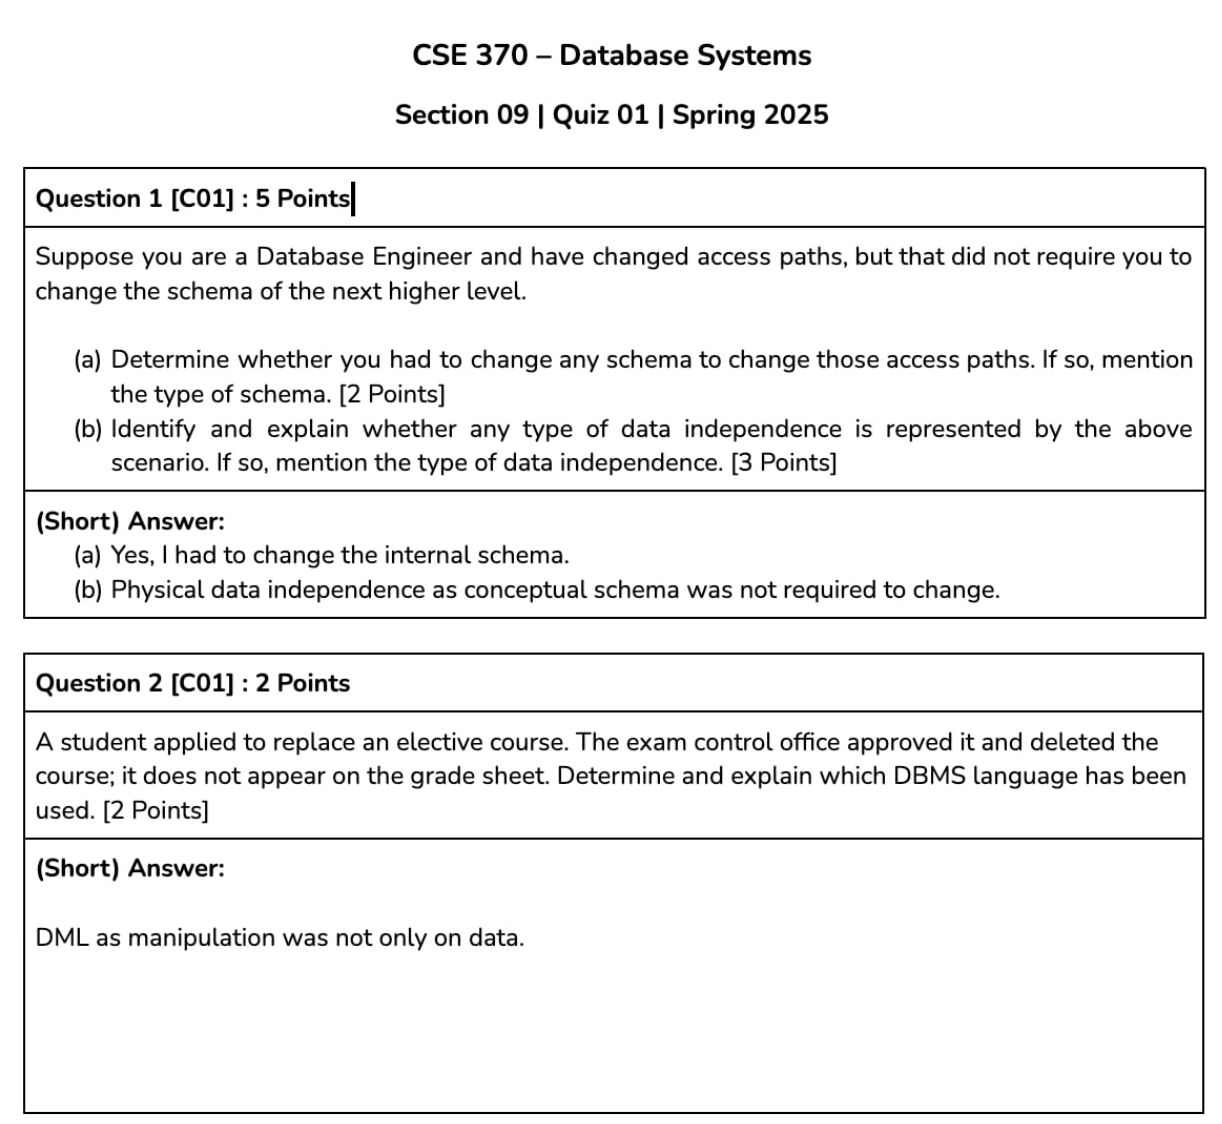 CSE 370 – Database Systems
Section 09 | Quiz 01 | Spring 2025
Question 1 [C01] : 5 Points
Suppose you are a Database Engineer and have changed access paths, but that did not require you to
change the schema of the next higher level.
(a) Determine whether you had to change any schema to change those access paths. If so, mention
the type of schema. [2 Points]
(b) Identify and explain whether any type of data independence is represented by the above
scenario. If so, mention the type of data independence. [3 Points]
(Short) Answer:
(a) Yes, I had to change the internal schema.
(b) Physical data independence as conceptual schema was not required to change.
Question 2 [C01] : 2 Points
A student applied to replace an elective course. The exam control office approved it and deleted the
course; it does not appear on the grade sheet. Determine and explain which DBMS language has been
used. [2 Points]
(Short) Answer:
DML as manipulation was not only on data.